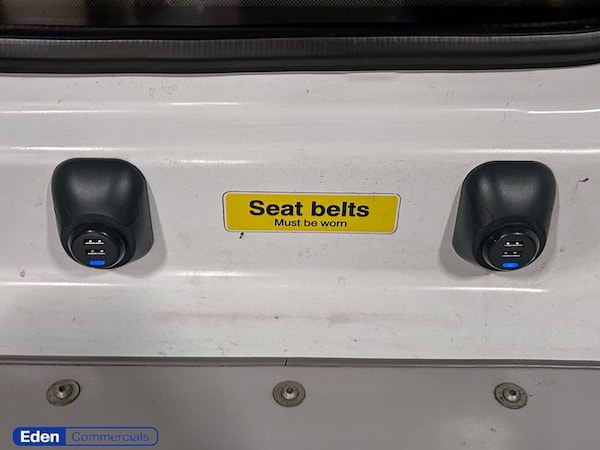 Seat belts
Must be worn
Eden Commercials